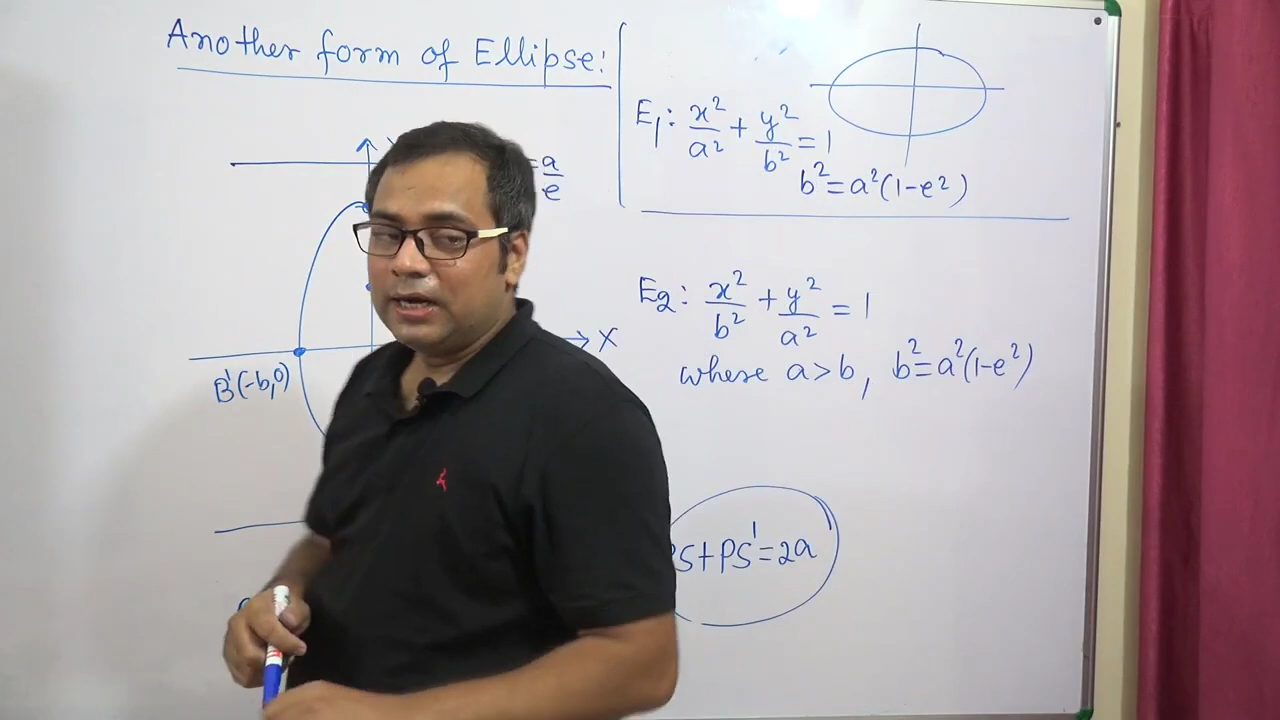 Another form of Ellipse:
= a/e
X
B'(-b,0)
E₁: x²/a² + y²/b² = 1
b² = a²(1-e²)
E₂: x²/b² + y²/a² = 1
where a>b, b² = a²(1-e²)
S+PS' = 2a